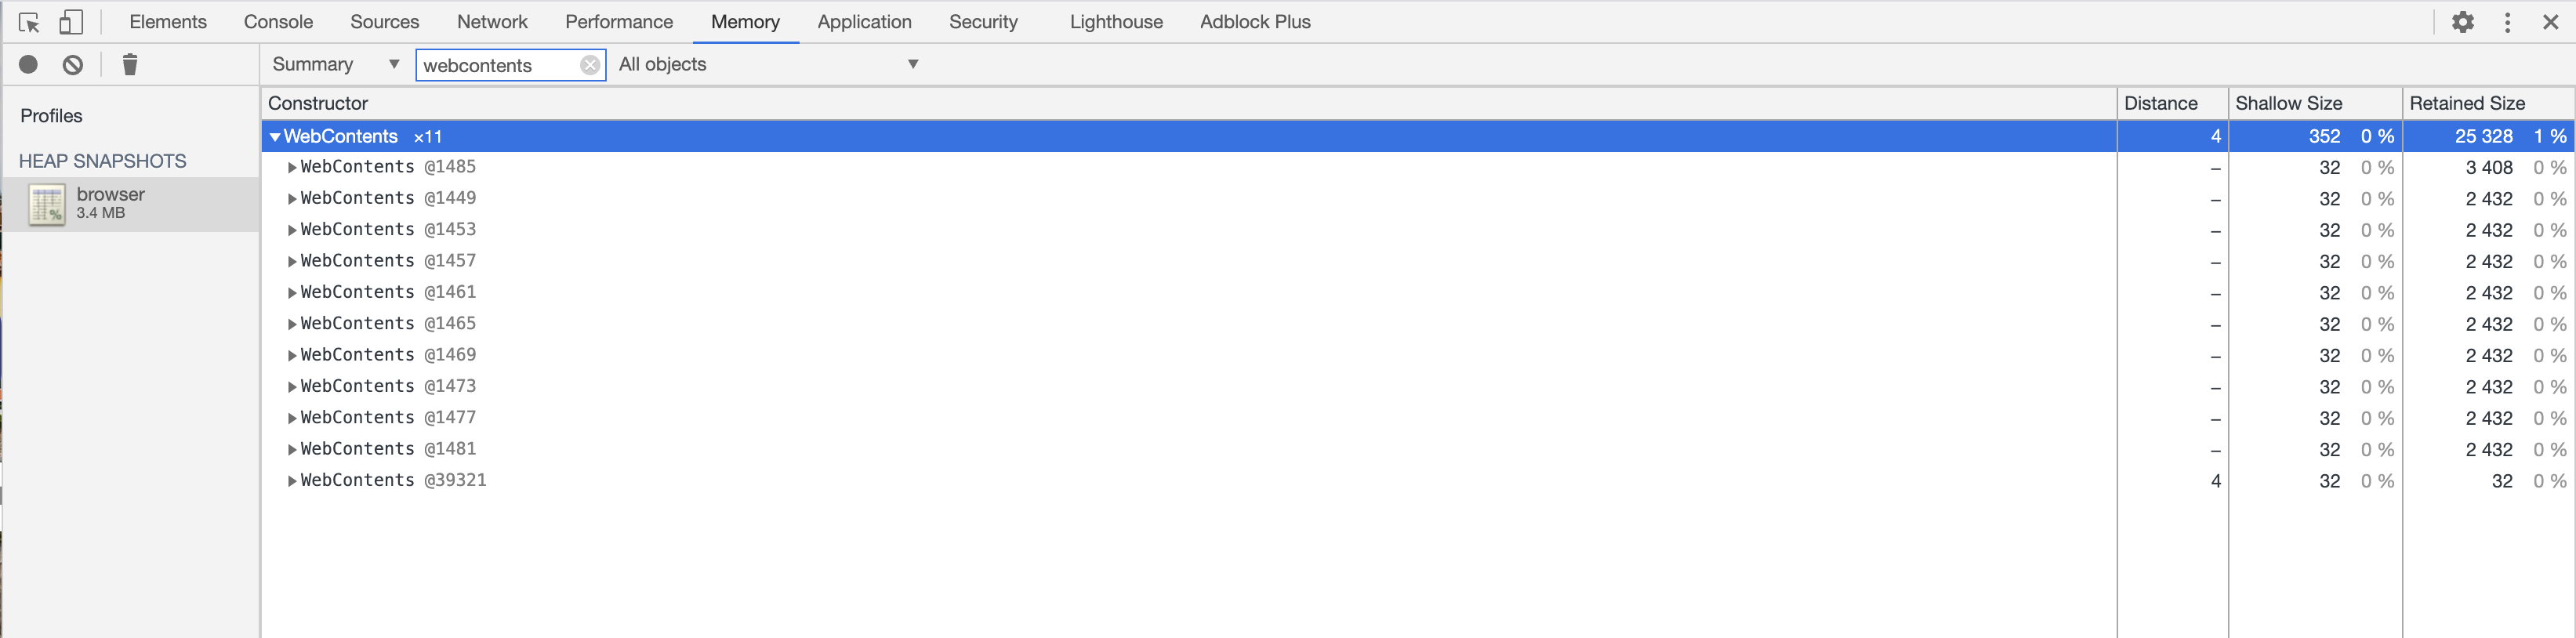 Elements Console Sources Network Performance Memory Application Security Lighthouse Adblock Plus
Summary webcontents All objects
Profiles
HEAP SNAPSHOTS
browser
3.4 MB
Constructor Distance Shallow Size Retained Size
WebContents ×11 4 352 0 % 25 328 1 %
WebContents @1485 – 32 0 % 3 408 0 %
WebContents @1449 – 32 0 % 2 432 0 %
WebContents @1453 – 32 0 % 2 432 0 %
WebContents @1457 – 32 0 % 2 432 0 %
WebContents @1461 – 32 0 % 2 432 0 %
WebContents @1465 – 32 0 % 2 432 0 %
WebContents @1469 – 32 0 % 2 432 0 %
WebContents @1473 – 32 0 % 2 432 0 %
WebContents @1477 – 32 0 % 2 432 0 %
WebContents @1481 – 32 0 % 2 432 0 %
WebContents @39321 4 32 0 % 32 0 %